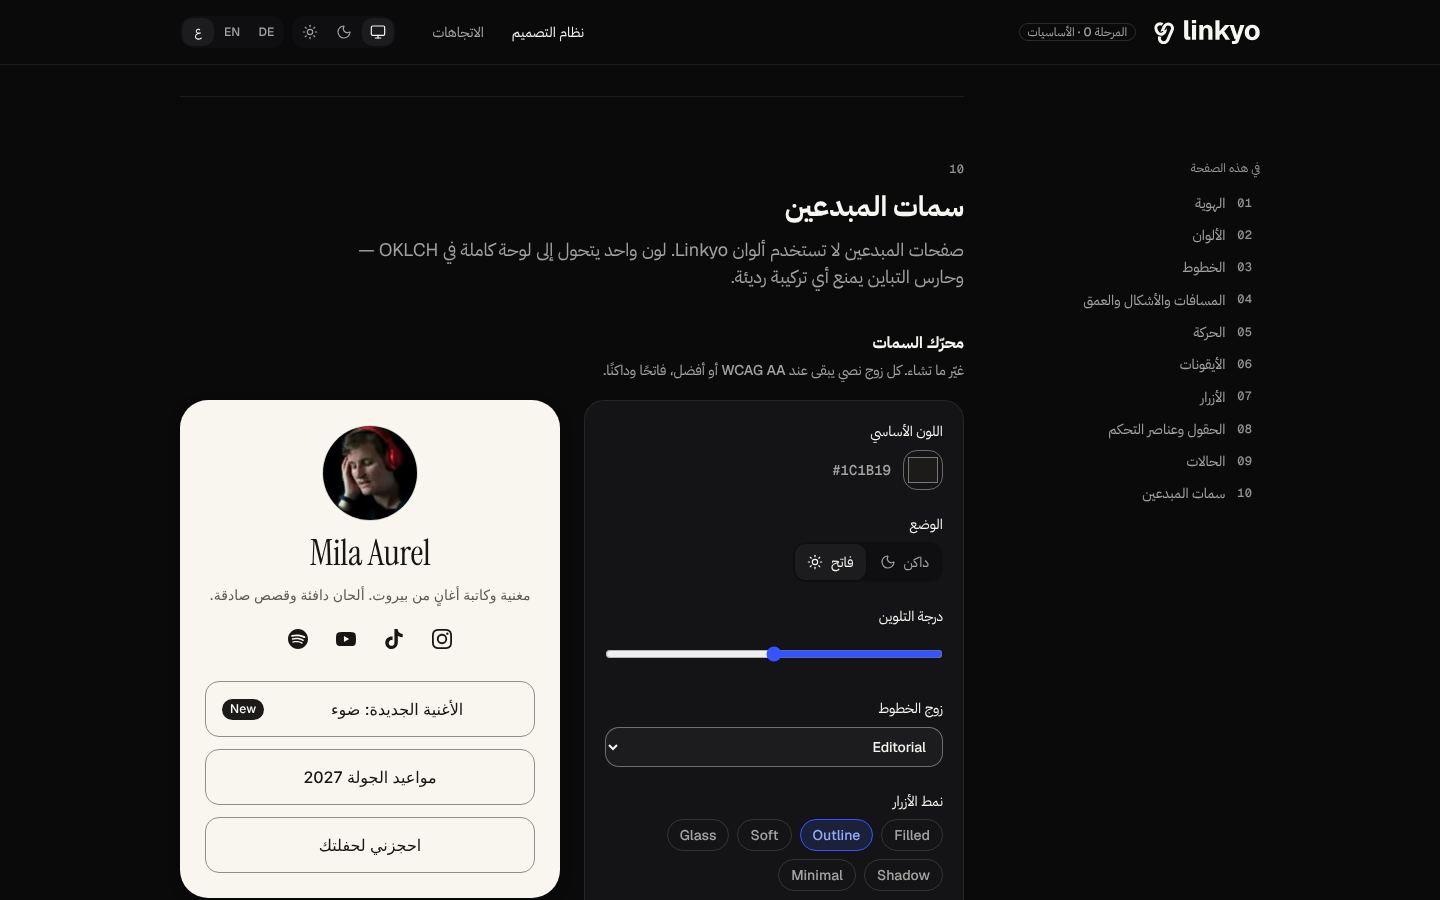 linkyo
المرحلة 0 · الأساسيات
نظام التصميم
الاتجاهات
ع
EN
DE
في هذه الصفحة
01 الهوية
02 الألوان
03 الخطوط
04 المسافات والأشكال والعمق
05 الحركة
06 الأيقونات
07 الأزرار
08 الحقول وعناصر التحكم
09 الحالات
10 سمات المبدعين
10
سمات المبدعين
صفحات المبدعين لا تستخدم ألوان Linkyo. لون واحد يتحول إلى لوحة كاملة في OKLCH —
وحارس التباين يمنع أي تركيبة رديئة.
محرّك السمات
غيّر ما تشاء. كل زوج نصي يبقى عند WCAG AA أو أفضل، فاتحًا وداكنًا.
اللون الأساسي
#1C1B19
الوضع
داكن
فاتح
درجة التلوين
زوج الخطوط
Editorial
نمط الأزرار
Filled
Outline
Soft
Glass
Shadow
Minimal
Mila Aurel
مغنية وكاتبة أغانٍ من بيروت. ألحان دافئة وقصص صادقة.
الأغنية الجديدة: ضوء
New
مواعيد الجولة 2027
احجزني لحفلتك